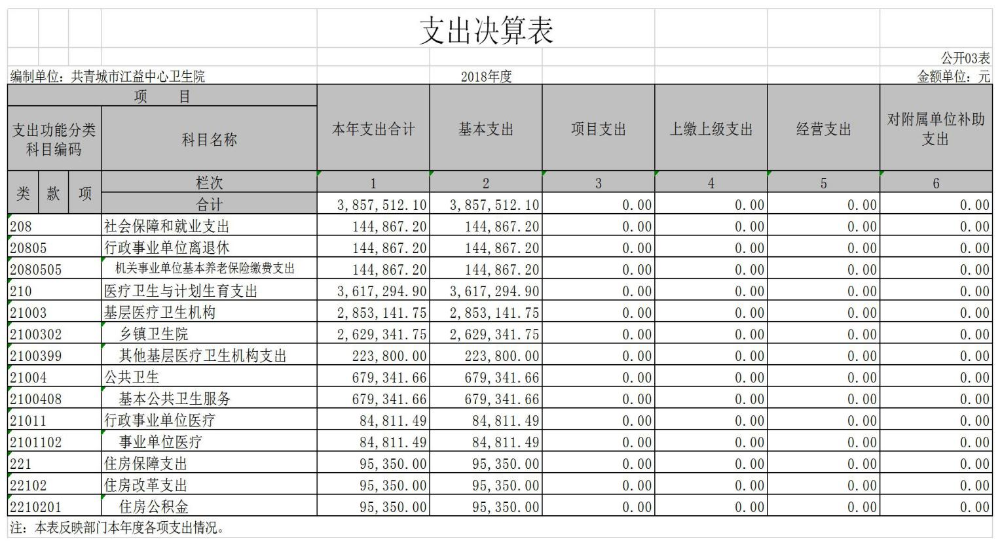 支出决算表
公开03表
编制单位：共青城市江益中心卫生院 2018年度 金额单位：元
项 目 本年支出合计 基本支出 项目支出 上缴上级支出 经营支出 对附属单位补助支出
支出功能分类科目编码 科目名称
类 款 项 栏次 1 2 3 4 5 6
合计 3,857,512.10 3,857,512.10 0.00 0.00 0.00 0.00
208 社会保障和就业支出 144,867.20 144,867.20 0.00 0.00 0.00 0.00
20805 行政事业单位离退休 144,867.20 144,867.20 0.00 0.00 0.00 0.00
2080505 机关事业单位基本养老保险缴费支出 144,867.20 144,867.20 0.00 0.00 0.00 0.00
210 医疗卫生与计划生育支出 3,617,294.90 3,617,294.90 0.00 0.00 0.00 0.00
21003 基层医疗卫生机构 2,853,141.75 2,853,141.75 0.00 0.00 0.00 0.00
2100302 乡镇卫生院 2,629,341.75 2,629,341.75 0.00 0.00 0.00 0.00
2100399 其他基层医疗卫生机构支出 223,800.00 223,800.00 0.00 0.00 0.00 0.00
21004 公共卫生 679,341.66 679,341.66 0.00 0.00 0.00 0.00
2100408 基本公共卫生服务 679,341.66 679,341.66 0.00 0.00 0.00 0.00
21011 行政事业单位医疗 84,811.49 84,811.49 0.00 0.00 0.00 0.00
2101102 事业单位医疗 84,811.49 84,811.49 0.00 0.00 0.00 0.00
221 住房保障支出 95,350.00 95,350.00 0.00 0.00 0.00 0.00
22102 住房改革支出 95,350.00 95,350.00 0.00 0.00 0.00 0.00
2210201 住房公积金 95,350.00 95,350.00 0.00 0.00 0.00 0.00
注：本表反映部门本年度各项支出情况。